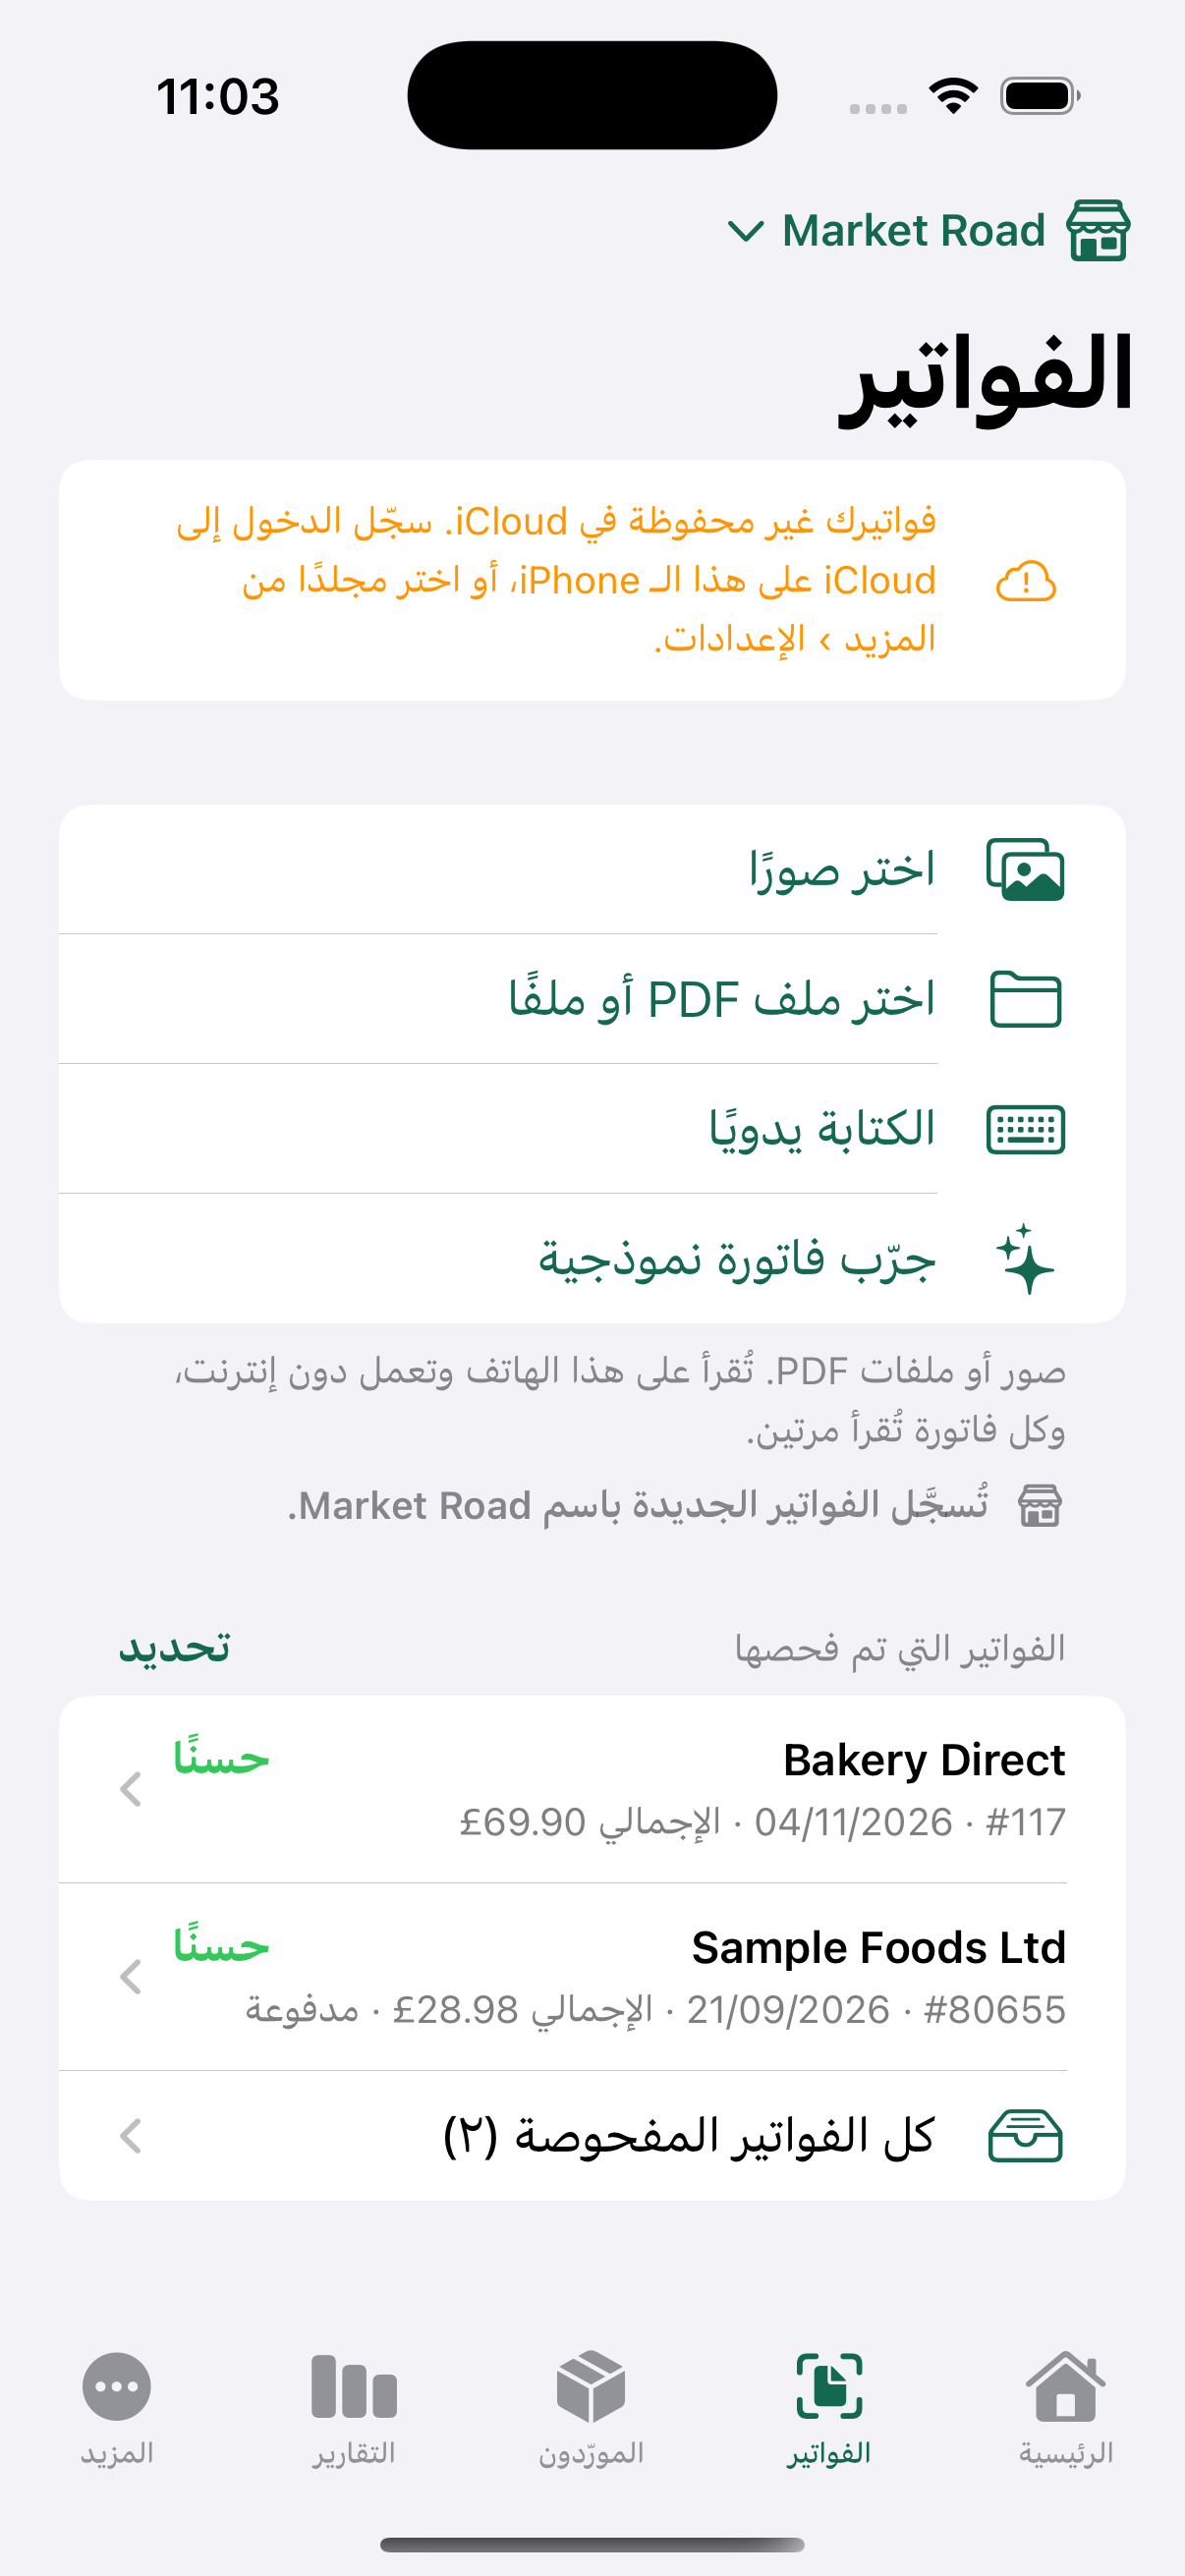 11:03
Market Road
الفواتير
فواتيرك غير محفوظة في iCloud. سجّل الدخول إلى
iCloud على هذا الـ iPhone، أو اختر مجلدًا من
المزيد › الإعدادات.
اختر صورًا
اختر ملف PDF أو ملفًا
الكتابة يدويًا
جرّب فاتورة نموذجية
صور أو ملفات PDF. تُقرأ على هذا الهاتف وتعمل دون إنترنت،
وكل فاتورة تُقرأ مرتين.
تُسجَّل الفواتير الجديدة باسم Market Road.
الفواتير التي تم فحصها
تحديد
Bakery Direct
حسنًا
#117 · 04/11/2026 · الإجمالي £69.90
Sample Foods Ltd
حسنًا
#80655 · 21/09/2026 · الإجمالي £28.98 · مدفوعة
كل الفواتير المفحوصة (٢)
الرئيسية
الفواتير
المورّدون
التقارير
المزيد